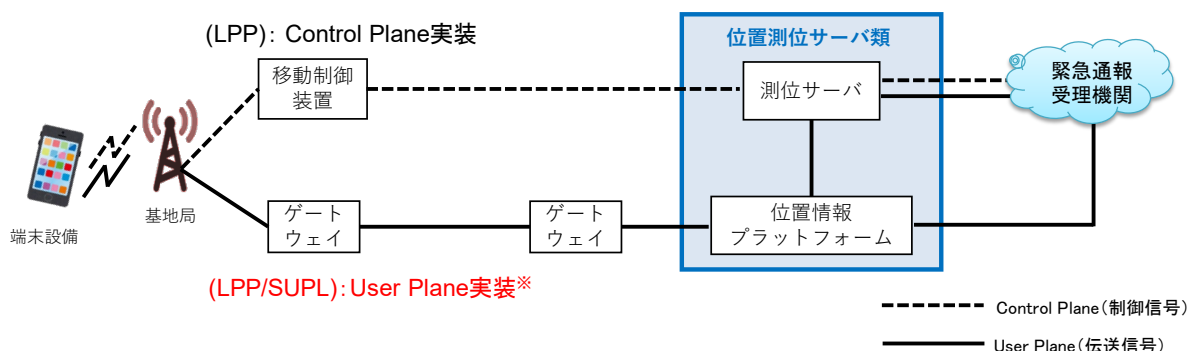 (LPP)： Control Plane実装
位置測位サーバ類
移動制御
装置
測位サーバ
緊急通報
受理機関
基地局
端末設備
ゲート
ウェイ
ゲート
ウェイ
位置情報
プラットフォーム
(LPP/SUPL)：User Plane実装※
Control Plane（制御信号）
User Plane（伝送信号）